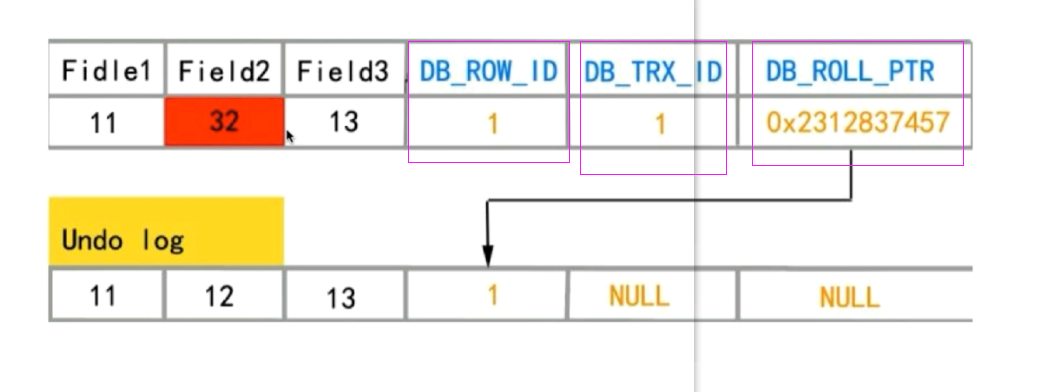 Fidle1 Field2 Field3 DB_ROW_ID DB_TRX_ID DB_ROLL_PTR
11 32 13 1 1 0x2312837457
Undo log
11 12 13 1 NULL NULL